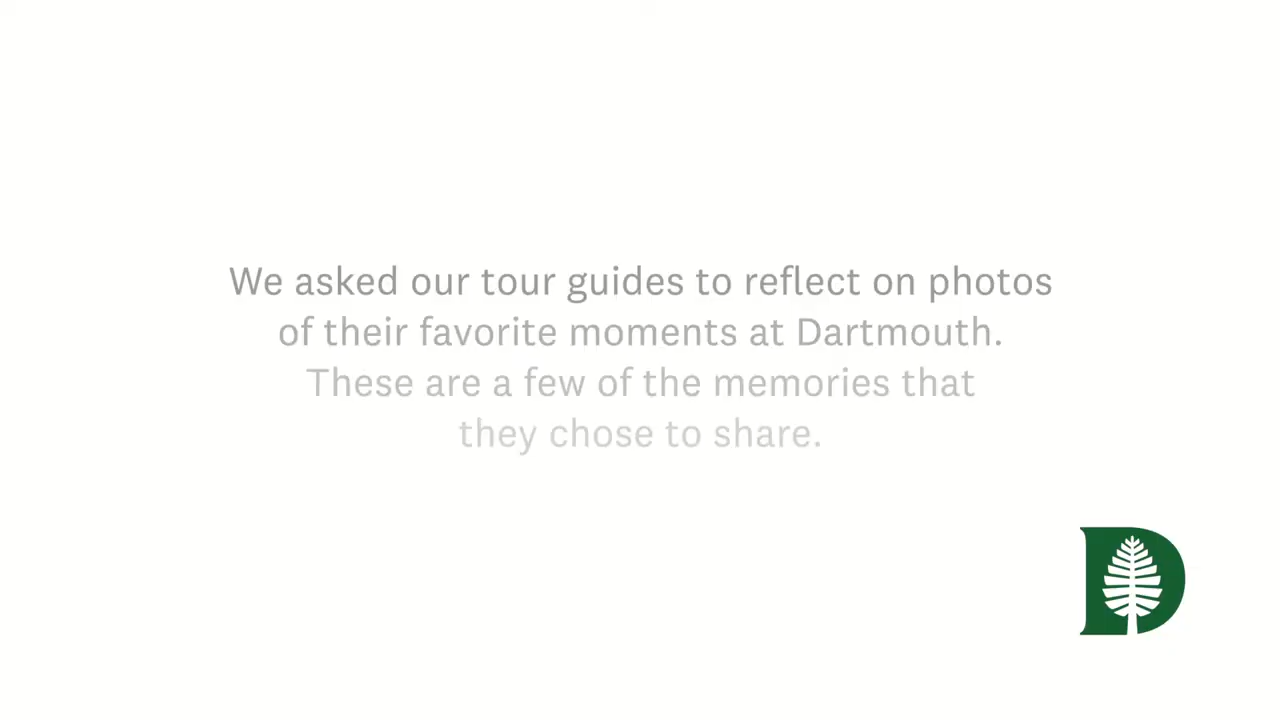 We asked our tour guides to reflect on photos
of their favorite moments at Dartmouth.
These are a few of the memories that
they chose to share.
D